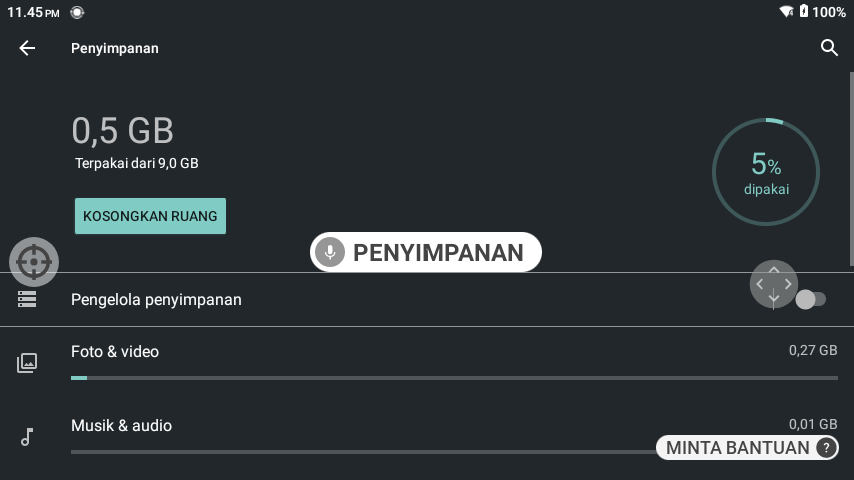 11.45 PM
100%
Penyimpanan
0,5 GB
Terpakai dari 9,0 GB
5%
dipakai
KOSONGKAN RUANG
PENYIMPANAN
Pengelola penyimpanan
Foto & video
0,27 GB
Musik & audio
0,01 GB
MINTA BANTUAN ?